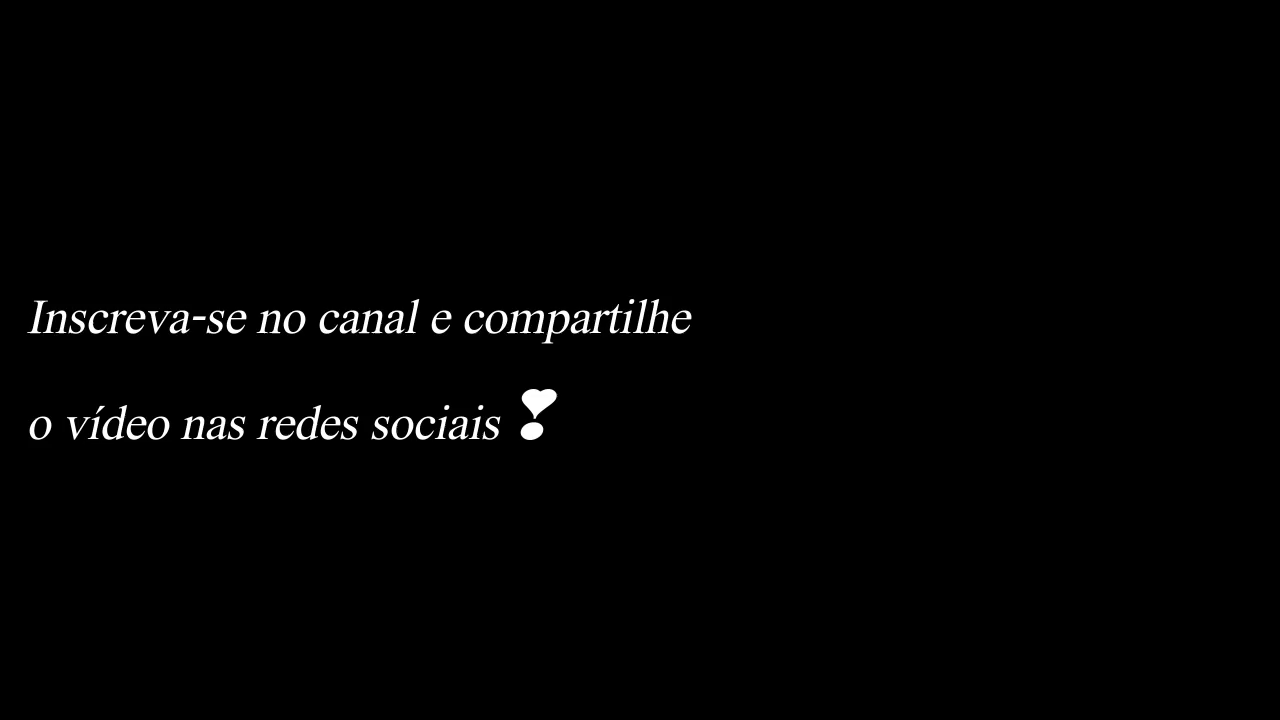 Inscreva-se no canal e compartilhe
o vídeo nas redes sociais ❣